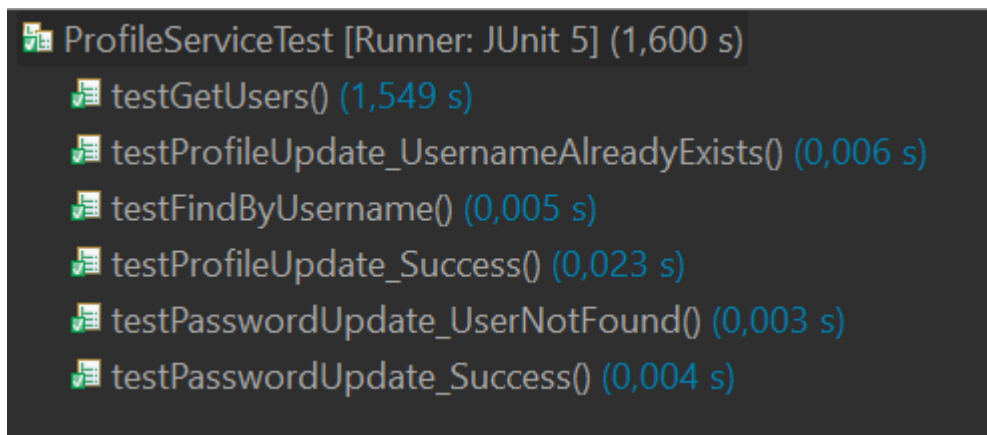 ProfileServiceTest [Runner: JUnit 5] (1,600 s)
testGetUsers() (1,549 s)
testProfileUpdate_UsernameAlreadyExists() (0,006 s)
testFindByUsername() (0,005 s)
testProfileUpdate_Success() (0,023 s)
testPasswordUpdate_UserNotFound() (0,003 s)
testPasswordUpdate_Success() (0,004 s)